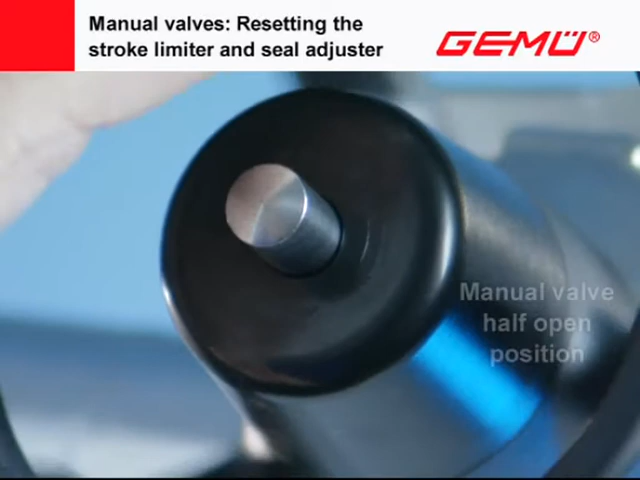 Manual valves: Resetting the
stroke limiter and seal adjuster
GEMÜ®
Manual valve
half open
position